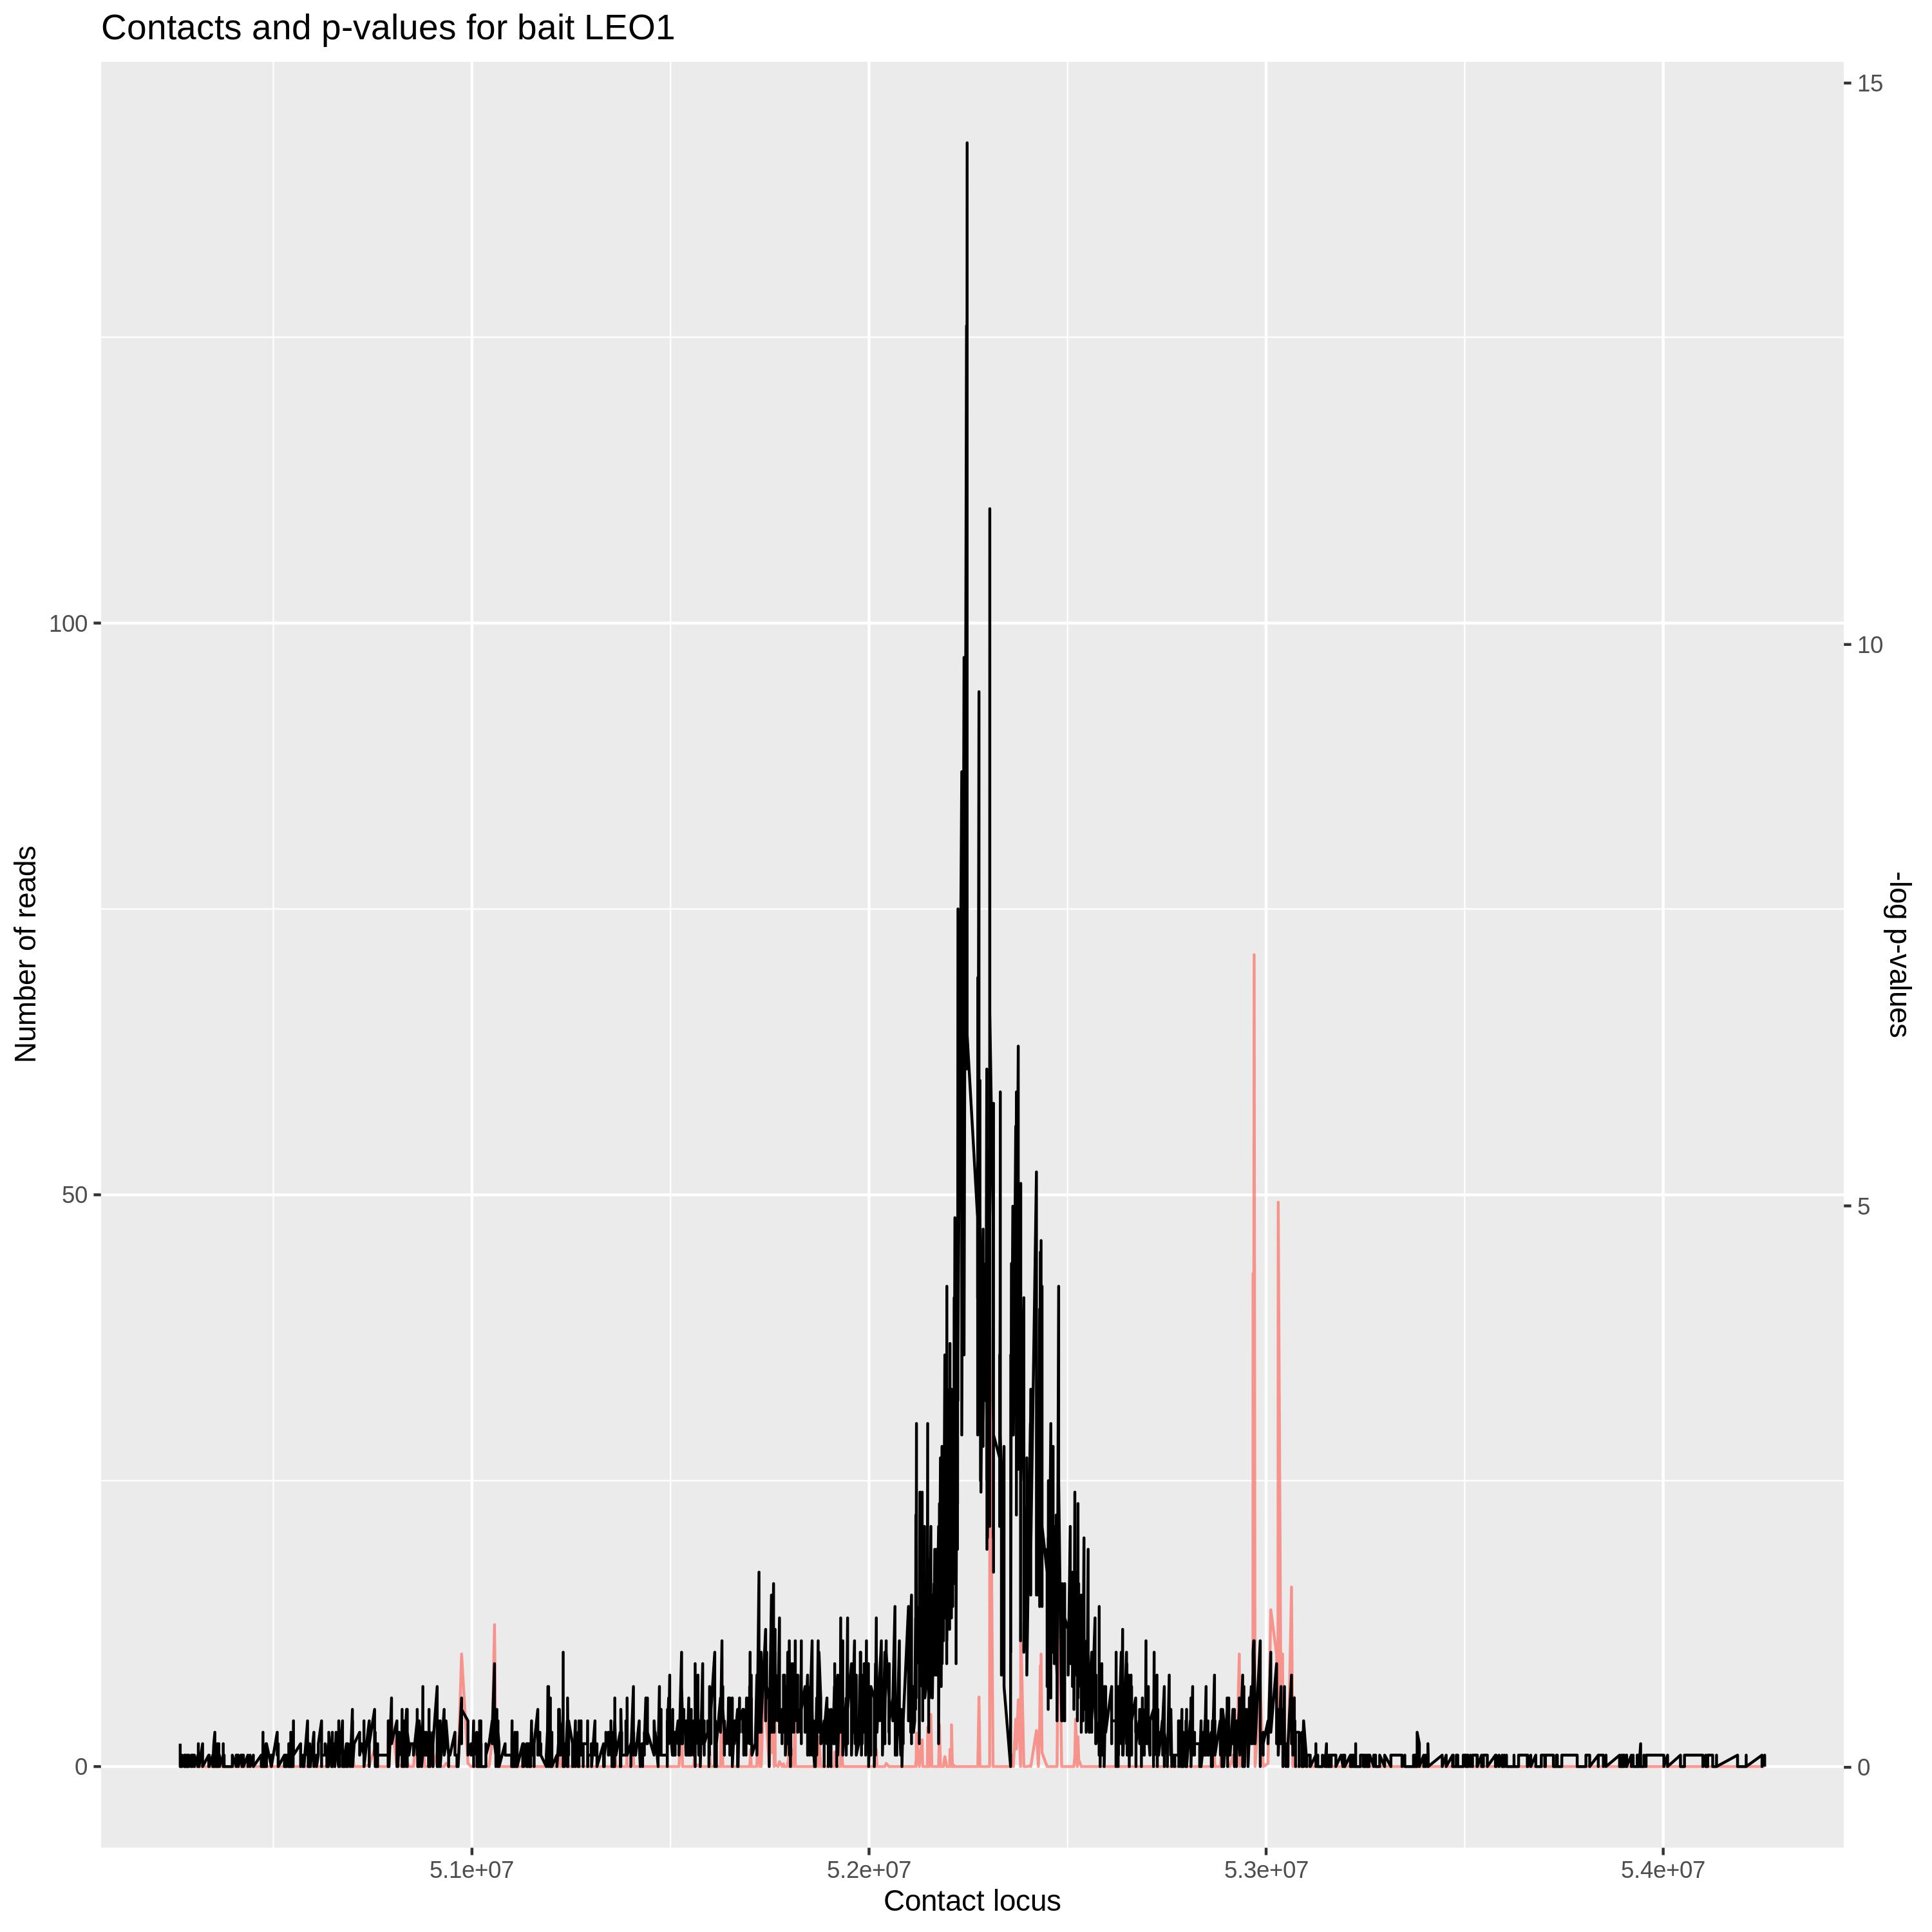 Contacts and p-values for bait LEO1
15
100
10
Number of reads
-log p-values
50
5
0
0
5.1e+07
5.2e+07
5.3e+07
5.4e+07
Contact locus